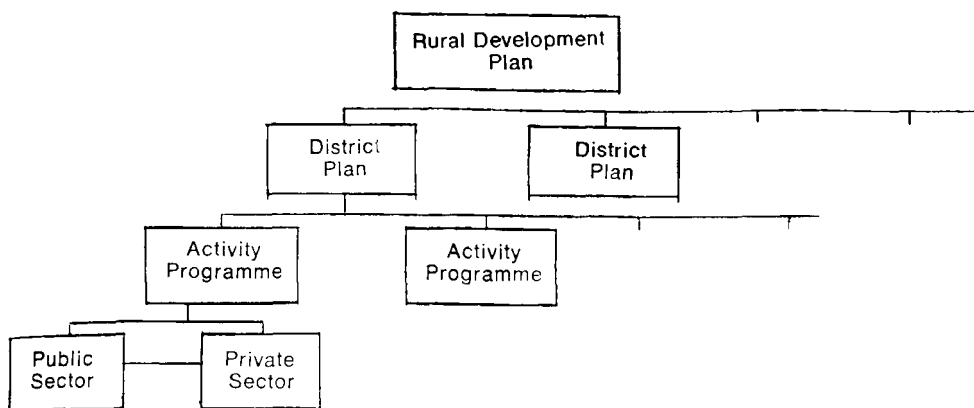 Rural Development
Plan
District
Plan
District
Plan
Activity
Programme
Activity
Programme
Public
Sector
Private
Sector